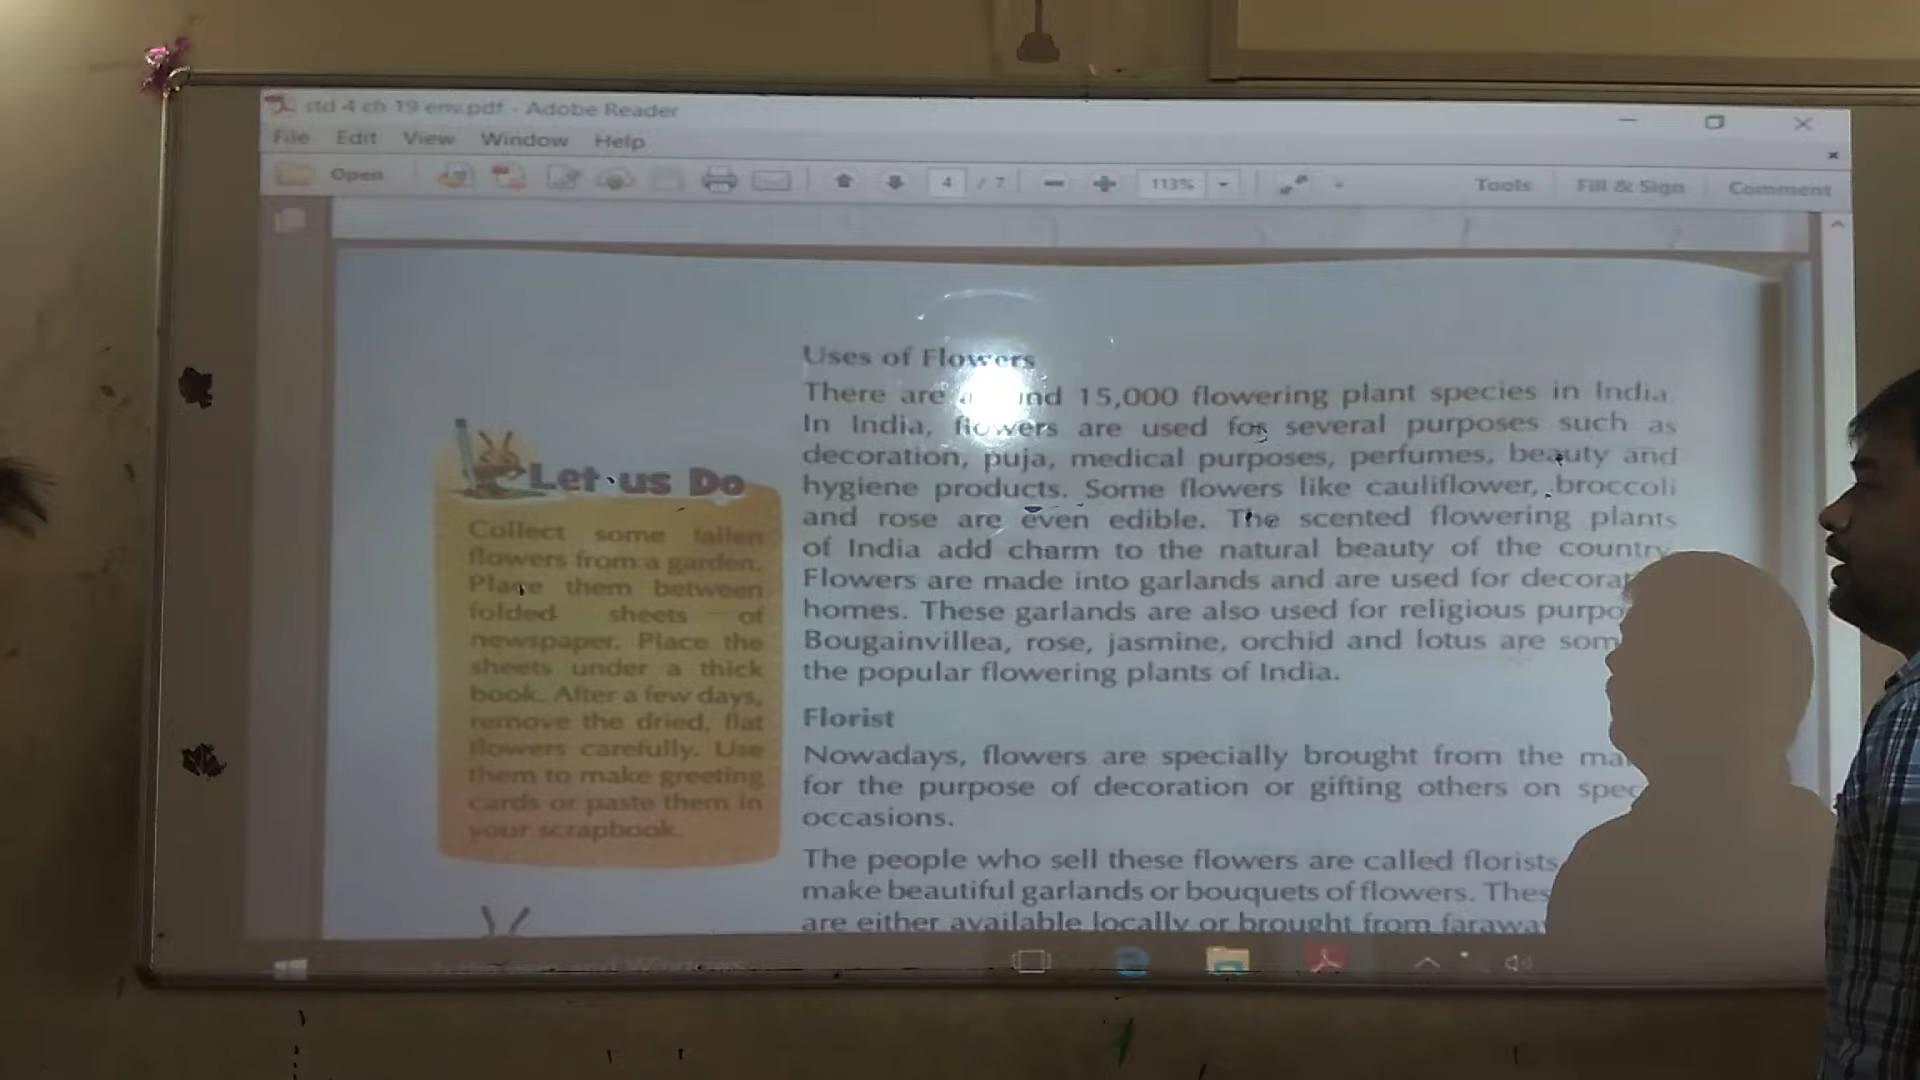 std 4 ch 19 env.pdf - Adobe Reader
File Edit View Window Help
Open 4 / 7 113% Tools Fill & Sign Comment
Uses of Flowers
There are 15,000 flowering plant species in India.
In India, flowers are used for several purposes such as
decoration, puja, medical purposes, perfumes, beauty and
hygiene products. Some flowers like cauliflower, broccoli
and rose are even edible. The scented flowering plants
of India add charm to the natural beauty of the country
Flowers are made into garlands and are used for
homes. These garlands are also used for religious
Bougainvillea, rose, jasmine, orchid and lotus are
the popular flowering plants of India.
Florist
Nowadays, flowers are specially brought from the
for the purpose of decoration or gifting others on
occasions.
The people who sell these flowers are called florists
make beautiful garlands or bouquets of flowers.
are either available locally or brought from
Let us Do
Collect some fallen
flowers from a garden.
Place them between
folded sheets of
newspaper. Place the
sheets under a thick
book. After a few days,
remove the dried, flat
flowers carefully. Use
them to make greeting
cards or paste them in
your scrapbook.